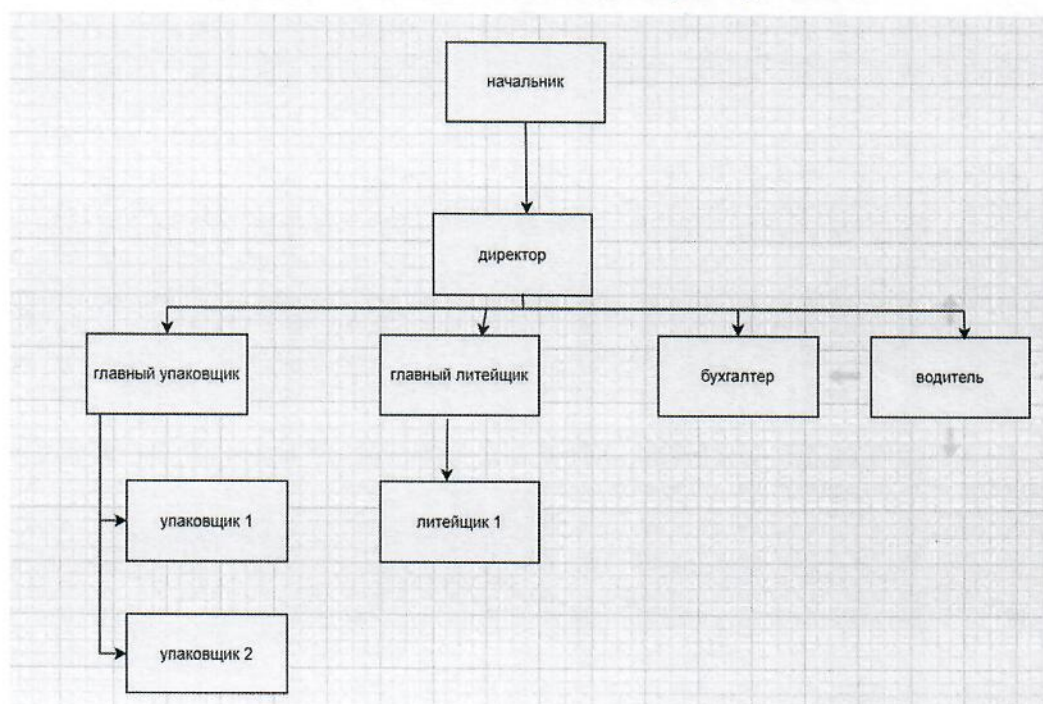 начальник
директор
главный упаковщик
главный литейщик
бухгалтер
водитель
упаковщик 1
литейщик 1
упаковщик 2